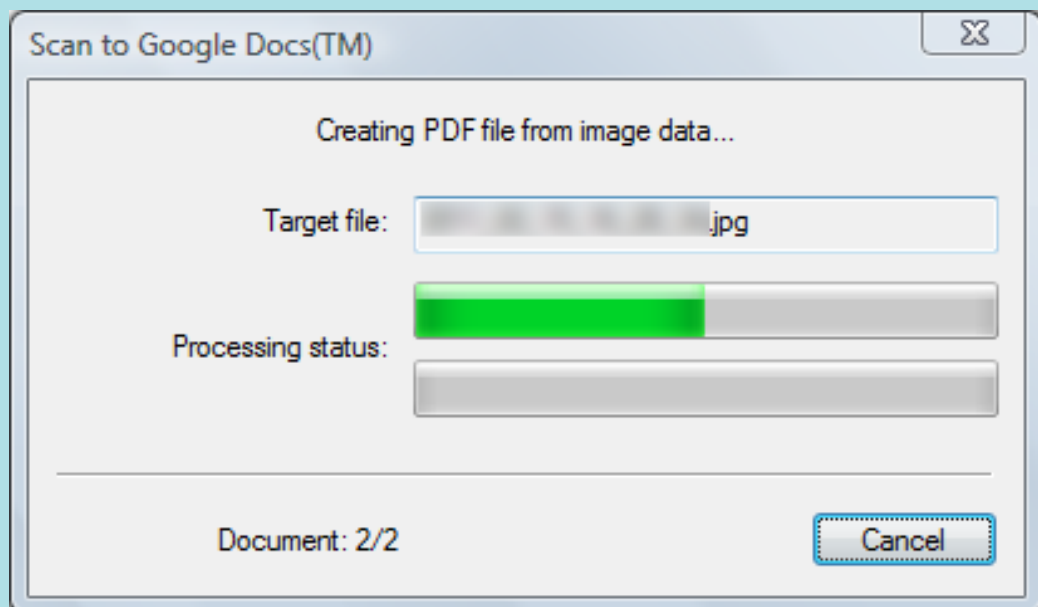 Scan to Google Docs(TM)
Creating PDF file from image data...
Target file: .jpg
Processing status:
Document: 2/2
Cancel